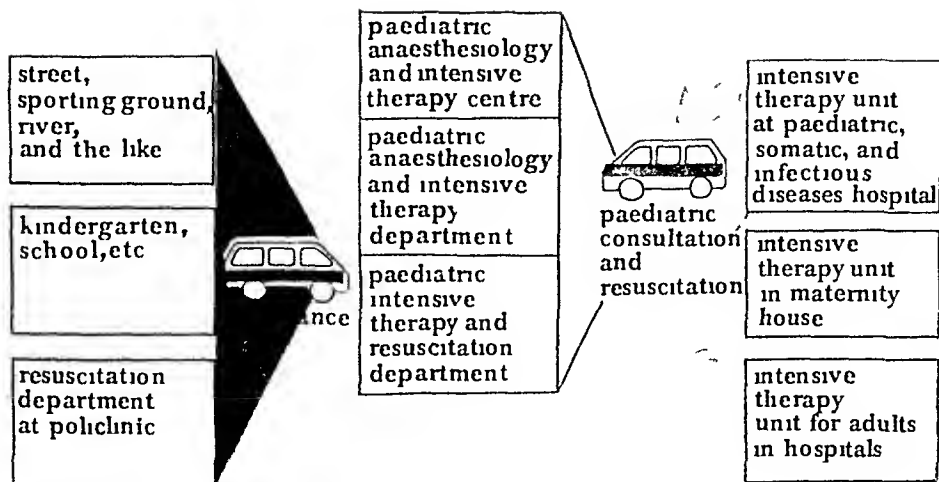 street,
sporting ground,
river,
and the like
kindergarten,
school, etc
resuscitation
department
at policlinic
paediatric
anaesthesiology
and intensive
therapy centre
paediatric
anaesthesiology
and intensive
therapy
department
paediatric
intensive
therapy and
resuscitation
department
paediatric
consultation
and
resuscitation
intensive
therapy unit
at paediatric,
somatic, and
infectious
diseases hospital
intensive
therapy unit
in maternity
house
intensive
therapy
unit for adults
in hospitals